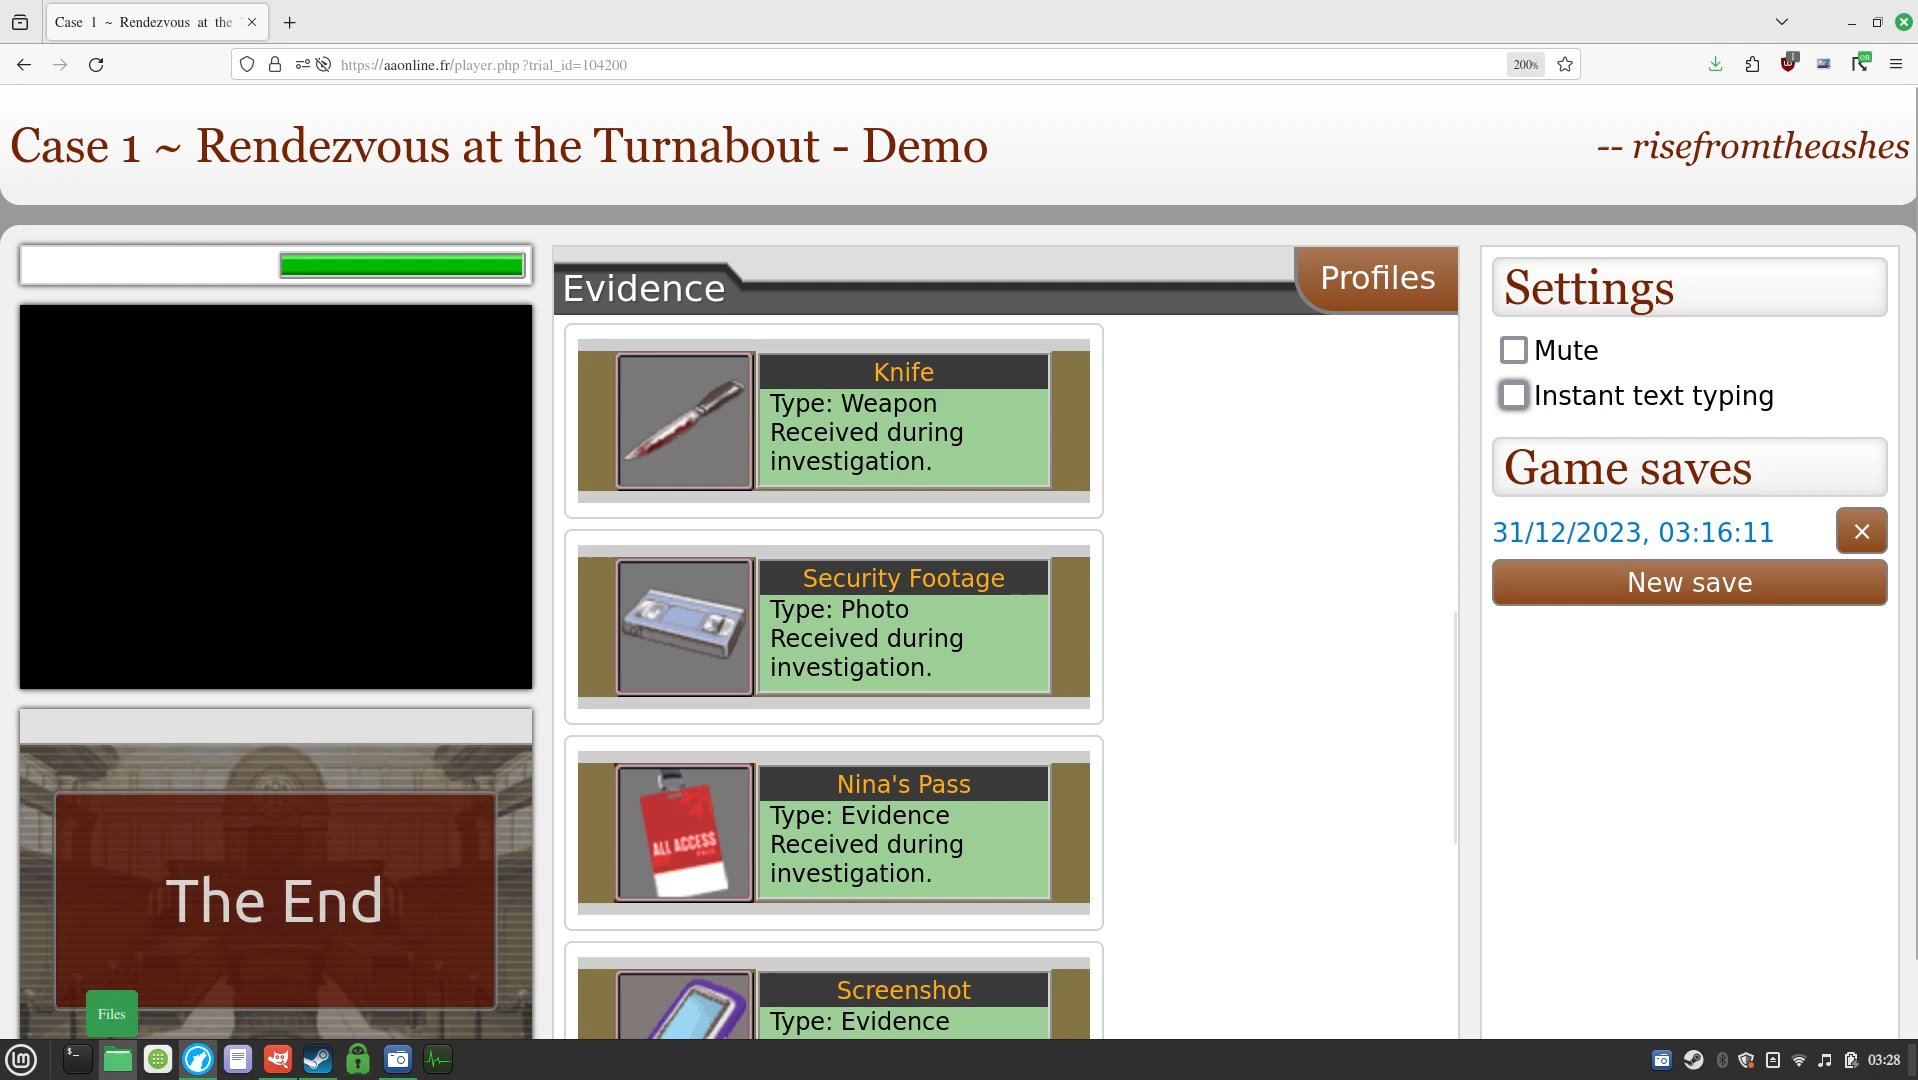 Case 1 ~ Rendezvous at the
https://aaonline.fr/player.php?trial_id=104200
200%
1
on
Case 1 ~ Rendezvous at the Turnabout - Demo
-- risefromtheashes
Evidence
Profiles
Knife
Type: Weapon
Received during
investigation.
Security Footage
Type: Photo
Received during
investigation.
Nina's Pass
ALL ACCESS
Type: Evidence
Received during
investigation.
Screenshot
Type: Evidence
Settings
Mute
Instant text typing
Game saves
31/12/2023, 03:16:11
×
New save
The End
Files
03:28